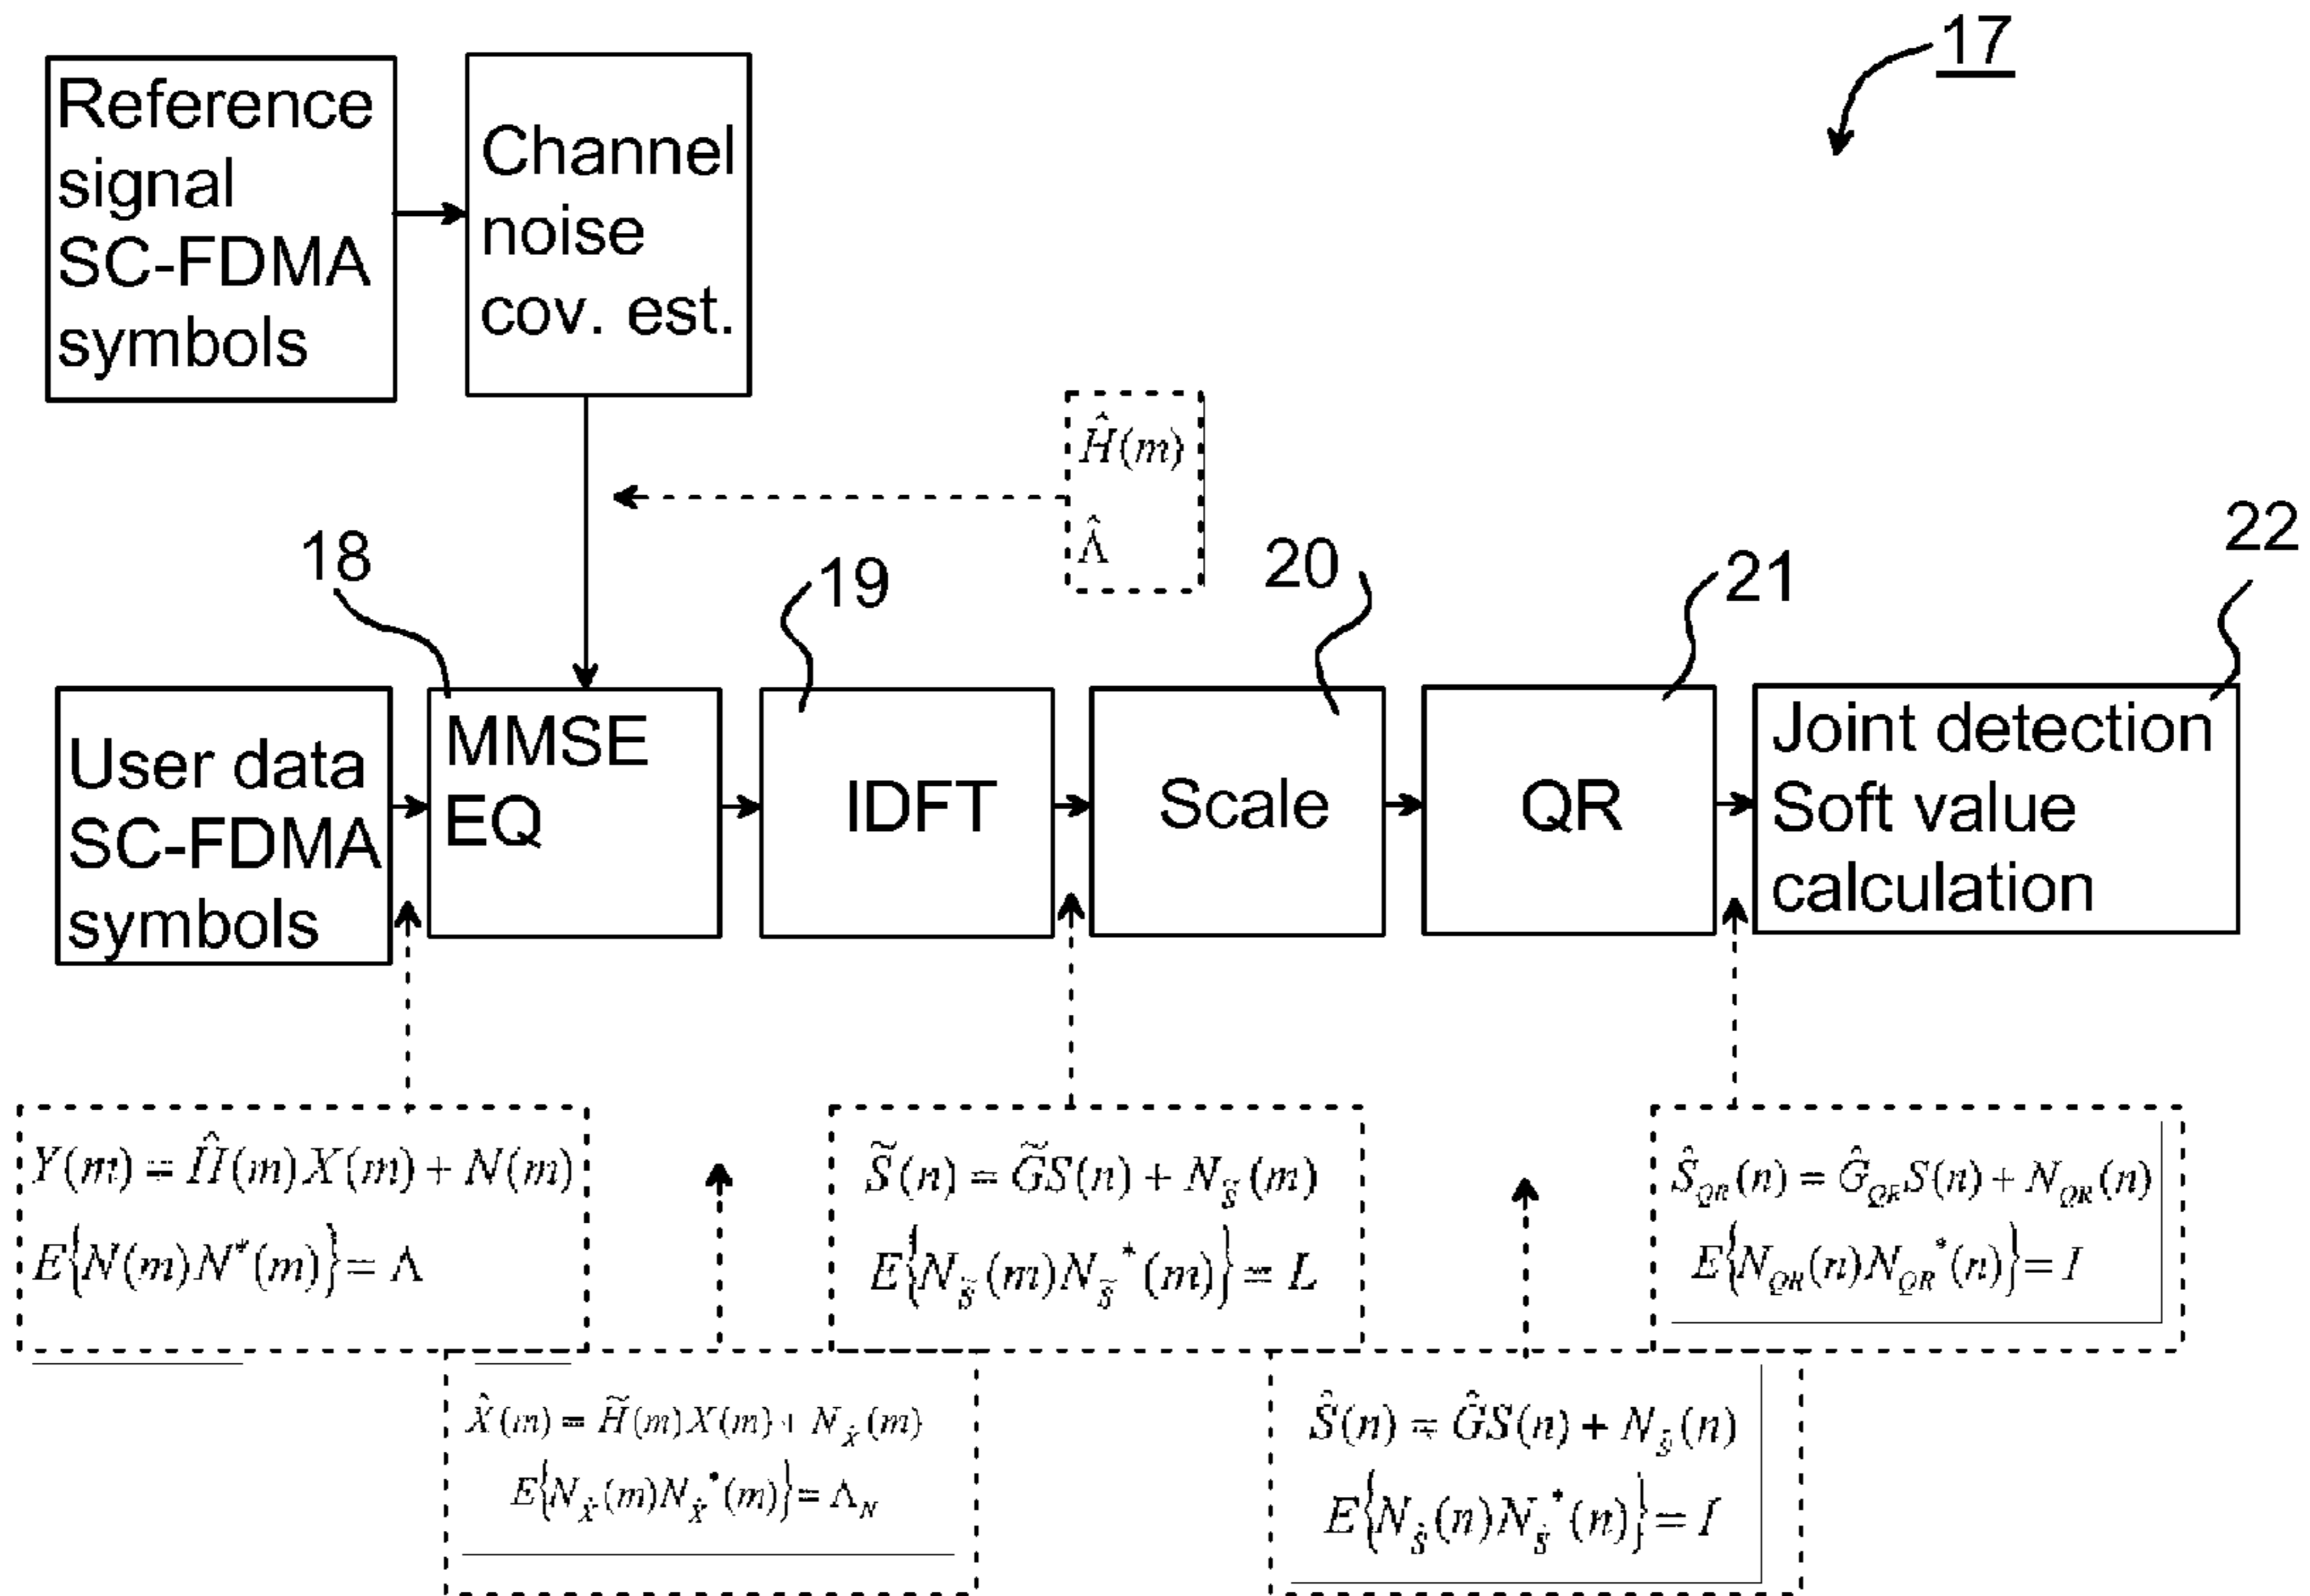 17
Reference
signal
SC-FDMA
symbols
Channel
noise
cov. est.
Ĥ(m)
Λ̂
18
19
20
21
22
User data
SC-FDMA
symbols
MMSE
EQ
IDFT
Scale
QR
Joint detection
Soft value
calculation
Y(m) = Ĥ(m)X(m) + N(m)
E{N(m)N*(m)} = Λ
S̃(n) = G̃S(n) + N_S̃(m)
E{N_S̃(m)N_S̃*(m)} = L
Ŝ_QR(n) = Ĝ_QR S(n) + N_QR(n)
E{N_QR(n)N_QR*(n)} = I
X̂(m) = H̃(m)X(m) + N_X̂(m)
E{N_X̂(m)N_X̂*(m)} = Λ_N
Ŝ(n) = ĜS(n) + N_Ŝ(n)
E{N_Ŝ(n)N_Ŝ*(n)} = I